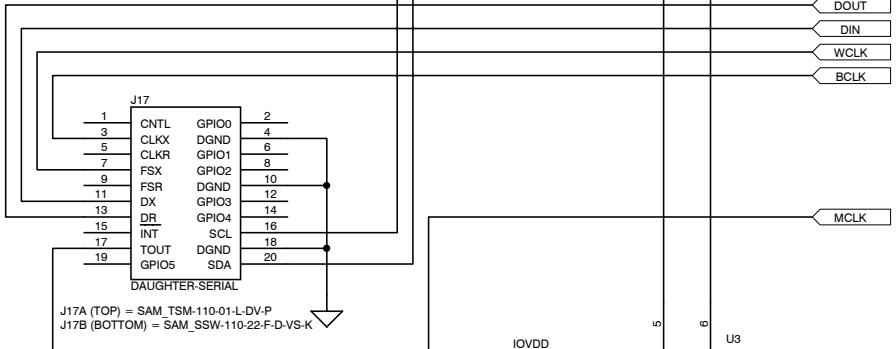 DOUT
DIN
WCLK
BCLK
J17
1 CNTL GPIO0 2
3 CLKX DGND 4
5 CLKR GPIO1 6
7 FSX GPIO2 8
9 FSR DGND 10
11 DX GPIO3 12
13 DR GPIO4 14
15 INT SCL 16
17 TOUT DGND 18
19 GPIO5 SDA 20
DAUGHTER-SERIAL
MCLK
J17A (TOP) = SAM_TSM-110-01-L-DV-P
J17B (BOTTOM) = SAM_SSW-110-22-F-D-VS-K
5
6
U3
IOVDD